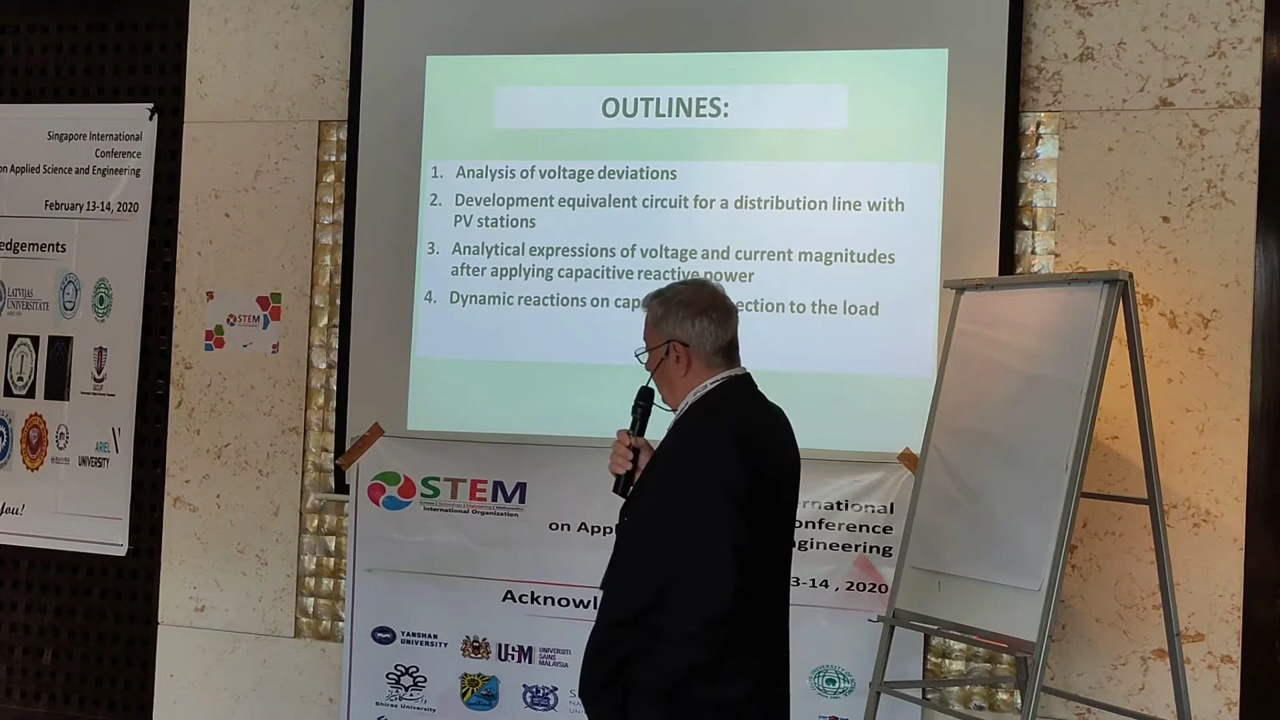 Singapore International
Conference
on Applied Science and Engineering
February 13-14, 2020
edgements
LATVIJAS
UNIVERSITATE
ARIEL
UNIVERSITY
you!
STEM
OUTLINES:
1. Analysis of voltage deviations
2. Development equivalent circuit for a distribution line with
PV stations
3. Analytical expressions of voltage and current magnitudes
after applying capacitive reactive power
4. Dynamic reactions on cap ection to the load
STEM
International Organization
ernational
on App onference
ngineering
3-14 , 2020
Acknowl
YANSHAN
UNIVERSITY
USM
UNIVERSITI
SAINS
MALAYSIA
Shiraz University